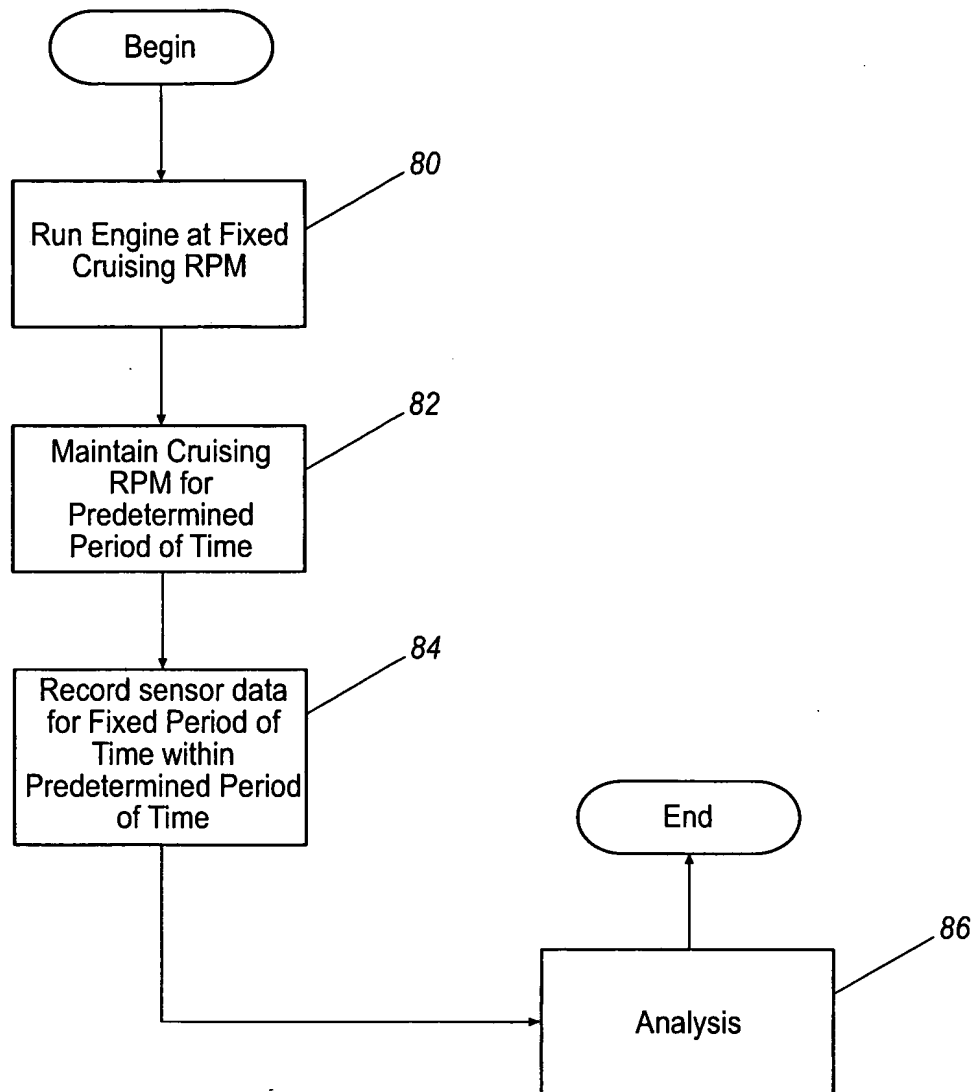 Begin
80
Run Engine at Fixed
Cruising RPM
82
Maintain Cruising
RPM for
Predetermined
Period of Time
84
Record sensor data
for Fixed Period of
Time within
Predetermined Period
of Time
End
86
Analysis